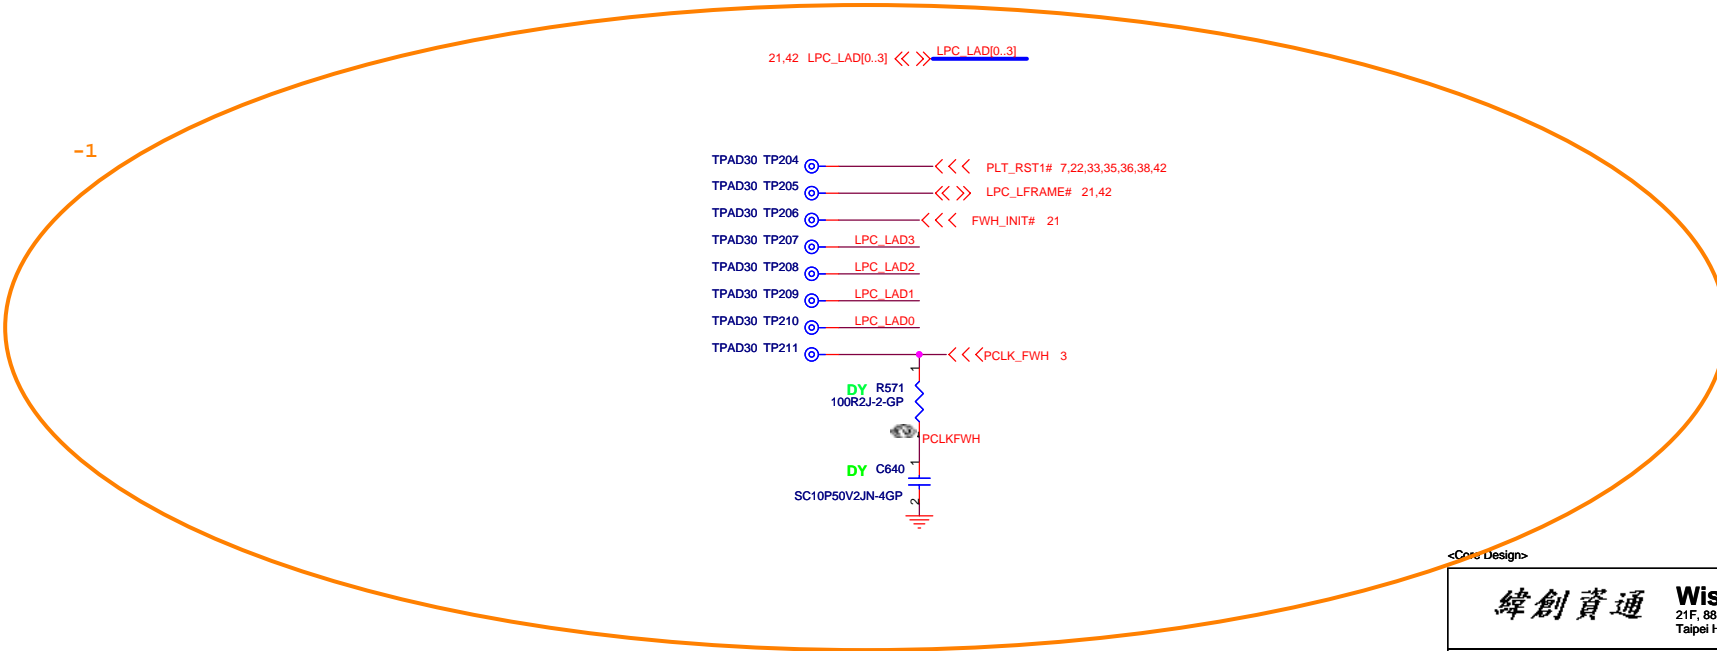 21,42 LPC_LAD[0..3] LPC_LAD[0..3]
-1
TPAD30 TP204 PLT_RST1# 7,22,33,35,36,38,42
TPAD30 TP205 LPC_LFRAME# 21,42
TPAD30 TP206 FWH_INIT# 21
TPAD30 TP207 LPC_LAD3
TPAD30 TP208 LPC_LAD2
TPAD30 TP209 LPC_LAD1
TPAD30 TP210 LPC_LAD0
TPAD30 TP211 PCLK_FWH 3
1
DY R571
100R2J-2-GP
PCLKFWH
1
DY C640
SC10P50V2JN-4GP
2
<Core Design>
緯創資通 Wis
21F, 88
Taipei H